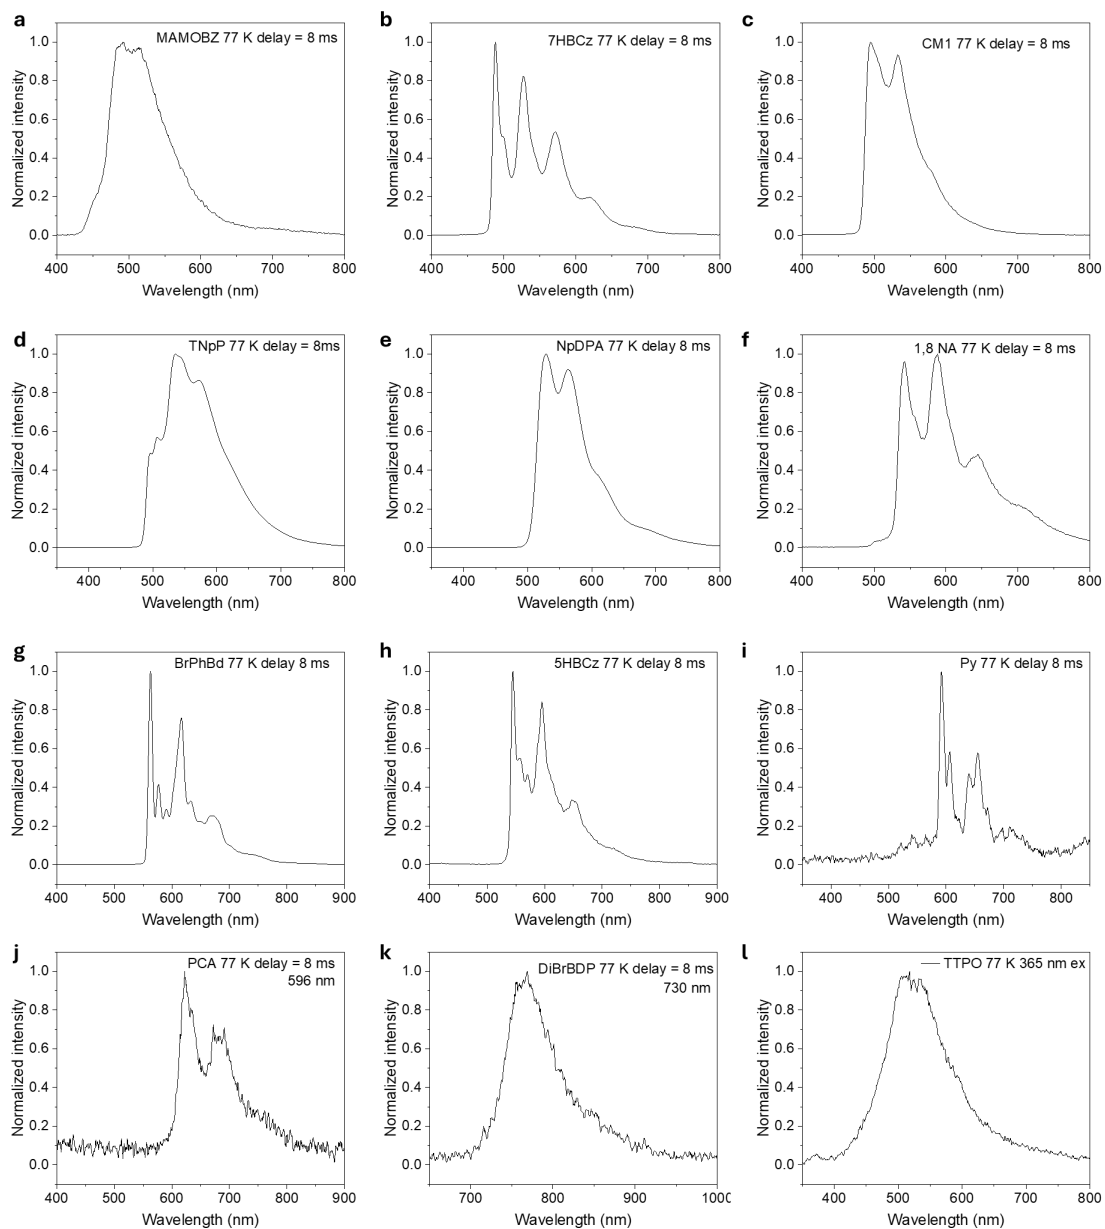 a
MAMOBZ 77 K delay = 8 ms
1.0
0.8
0.6
0.4
0.2
0.0
Normalized intensity
400 500 600 700 800
Wavelength (nm)
b
7HBCz 77 K delay = 8 ms
1.0
0.8
0.6
0.4
0.2
0.0
Normalized intensity
400 500 600 700 800
Wavelength (nm)
c
CM1 77 K delay = 8 ms
1.0
0.8
0.6
0.4
0.2
0.0
Normalized intensity
400 500 600 700 800
Wavelength (nm)
d
TNpP 77 K delay = 8ms
1.0
0.8
0.6
0.4
0.2
0.0
Normalized intensity
400 500 600 700 800
Wavelength (nm)
e
NpDPA 77 K delay 8 ms
1.0
0.8
0.6
0.4
0.2
0.0
Normalized intensity
400 500 600 700 800
Wavelength (nm)
f
1,8 NA 77 K delay = 8 ms
1.0
0.8
0.6
0.4
0.2
0.0
Normalized intensity
400 500 600 700 800
Wavelength (nm)
g
BrPhBd 77 K delay 8 ms
1.0
0.8
0.6
0.4
0.2
0.0
Normalized intensity
400 500 600 700 800 900
Wavelength (nm)
h
5HBCz 77 K delay 8 ms
1.0
0.8
0.6
0.4
0.2
0.0
Normalized intensity
400 500 600 700 800 900
Wavelength (nm)
i
Py 77 K delay 8 ms
1.0
0.8
0.6
0.4
0.2
0.0
Normalized intensity
400 500 600 700 800
Wavelength (nm)
j
PCA 77 K delay = 8 ms
596 nm
1.0
0.8
0.6
0.4
0.2
0.0
Normalized intensity
400 500 600 700 800 900
Wavelength (nm)
k
DiBrBDP 77 K delay = 8 ms
730 nm
1.0
0.8
0.6
0.4
0.2
0.0
Normalized intensity
700 800 900 1000
Wavelength (nm)
l
TTPO 77 K 365 nm ex
1.0
0.8
0.6
0.4
0.2
0.0
Normalized intensity
400 500 600 700 800
Wavelength (nm)